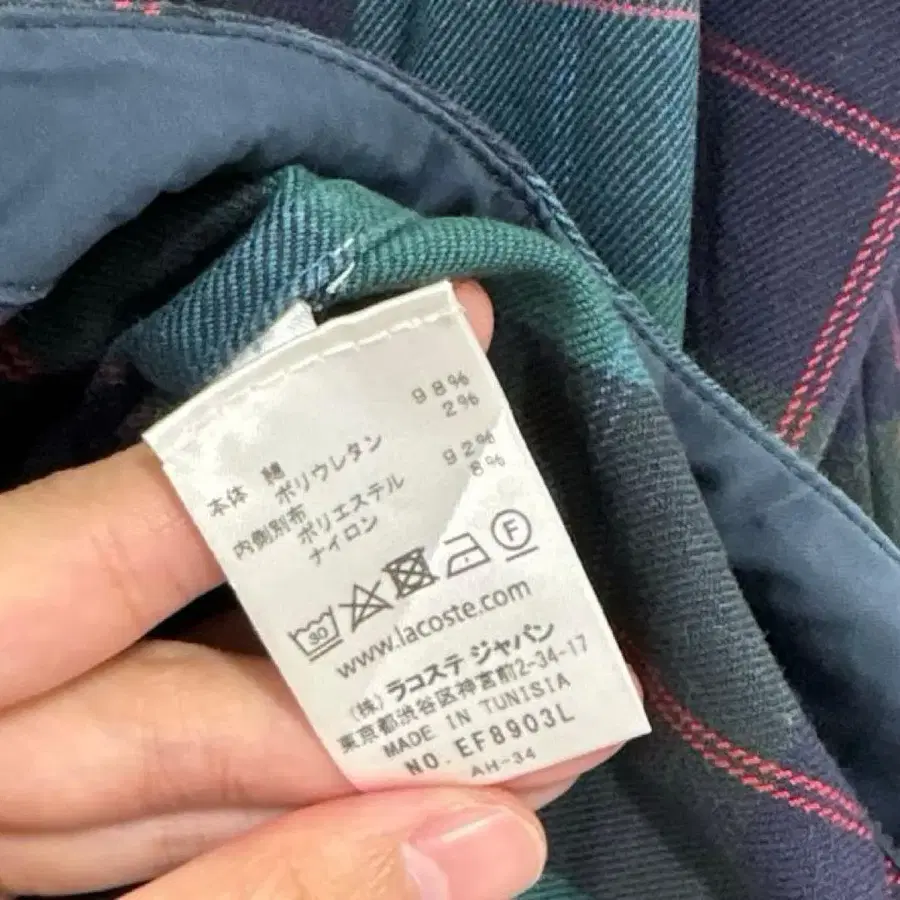 本体 綿 98%
ポリウレタン 2%
内側別布
ポリエステル 92%
ナイロン 8%
30 F
www.lacoste.com
(株) ラコステ ジャパン
東京都渋谷区神宮前2-34-17
MADE IN TUNISIA
NO. EF8903L
AH-34